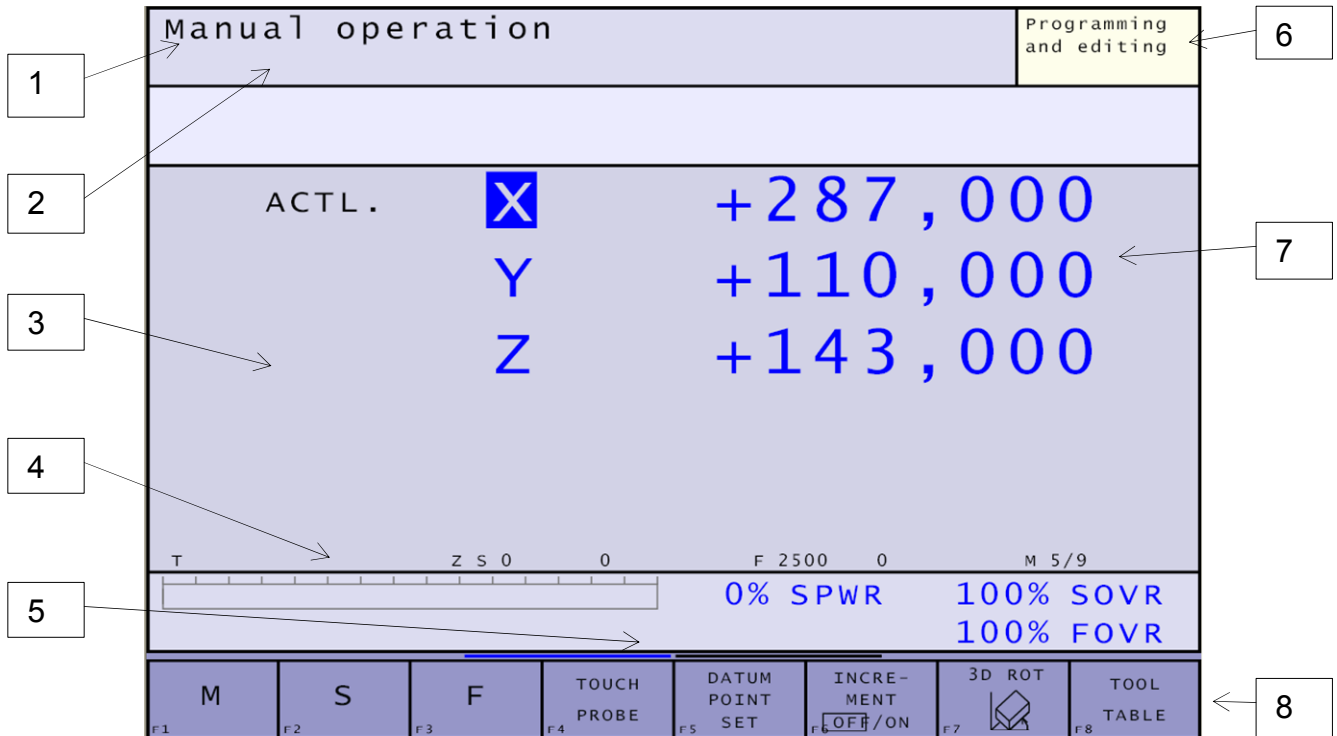 Manual operation
Programming
and editing
1
2
3
4
5
6
7
8
ACTL. X +287,000
Y +110,000
Z +143,000
T Z S 0 0 F 2500 0 M 5/9
0% SPWR 100% SOVR
100% FOVR
M
F1
S
F2
F
F3
TOUCH
PROBE
F4
DATUM
POINT
SET
F5
INCRE-
MENT
OFF/ON
F6
3D ROT
F7
TOOL
TABLE
F8